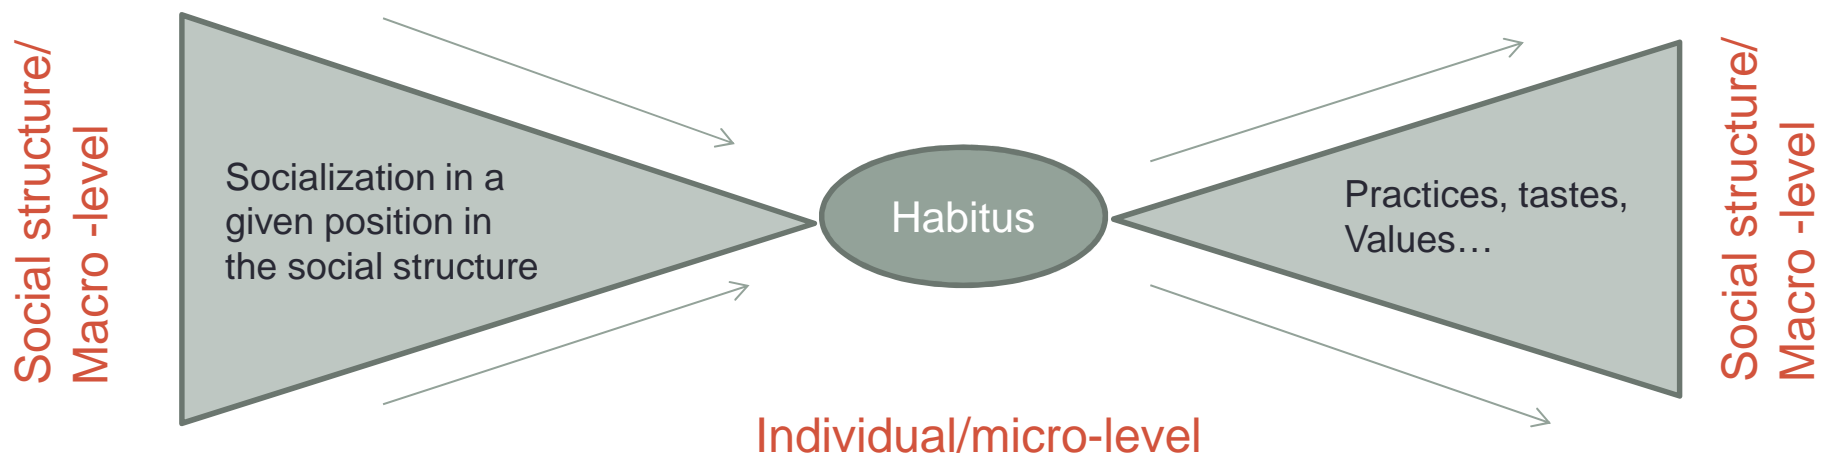 Social structure/
Macro -level
Socialization in a
given position in
the social structure
Habitus
Practices, tastes,
Values…
Social structure/
Macro -level
Individual/micro-level